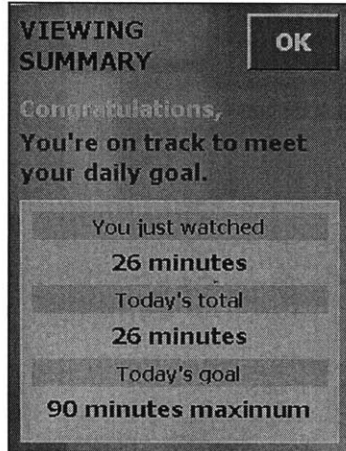 VIEWING
SUMMARY
OK
Congratulations,
You're on track to meet
your daily goal.
You just watched
26 minutes
Today's total
26 minutes
Today's goal
90 minutes maximum